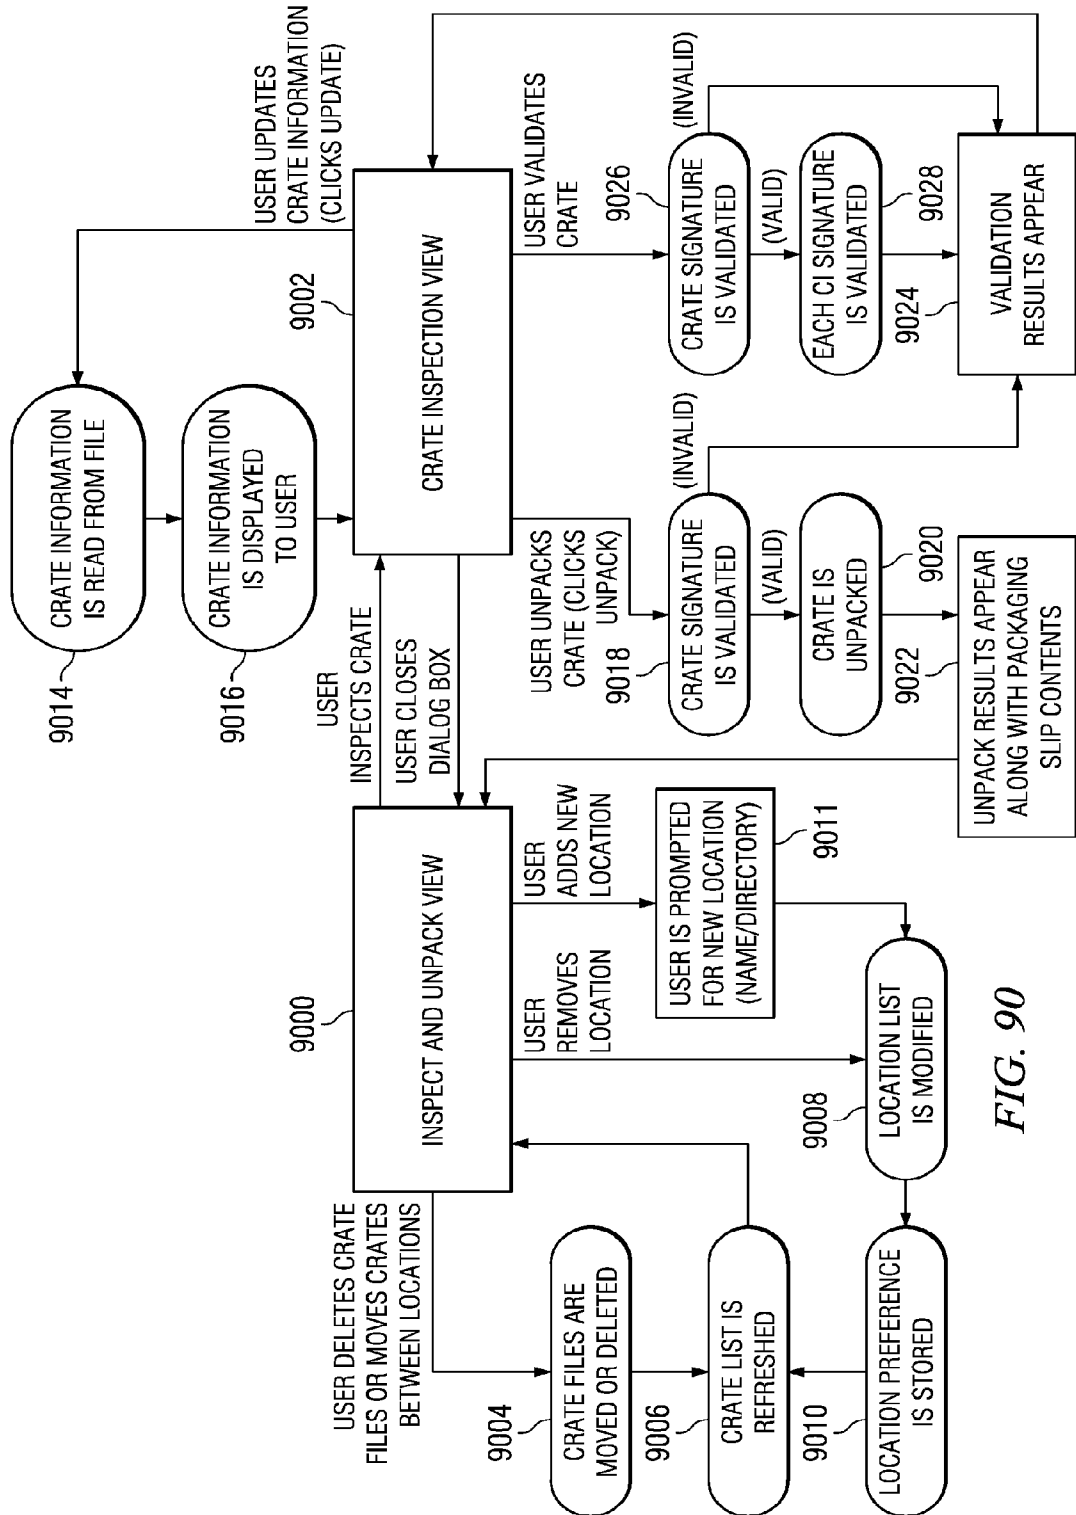 USER UPDATES
CRATE INFORMATION
(CLICKS UPDATE)
CRATE INFORMATION
IS READ FROM FILE
9014
CRATE INFORMATION
IS DISPLAYED
TO USER
9016
9002
CRATE INSPECTION VIEW
USER
INSPECTS CRATE
USER CLOSES
DIALOG BOX
9000
INSPECT AND UNPACK VIEW
USER DELETES CRATE
FILES OR MOVES CRATES
BETWEEN LOCATIONS
9004
CRATE FILES ARE
MOVED OR DELETED
9006
CRATE LIST IS
REFRESHED
9010
LOCATION PREFERENCE
IS STORED
USER
REMOVES
LOCATION
9008
LOCATION LIST
IS MODIFIED
USER
ADDS NEW
LOCATION
USER IS PROMPTED
FOR NEW LOCATION
(NAME/DIRECTORY)
9011
USER UNPACKS
CRATE (CLICKS
UNPACK)
9018
CRATE SIGNATURE
IS VALIDATED
(INVALID)
(VALID)
CRATE IS
UNPACKED
9020
9022
UNPACK RESULTS APPEAR
ALONG WITH PACKAGING
SLIP CONTENTS
USER VALIDATES
CRATE
9026
CRATE SIGNATURE
IS VALIDATED
(INVALID)
(VALID)
EACH CI SIGNATURE
IS VALIDATED
9028
9024
VALIDATION
RESULTS APPEAR
FIG. 90